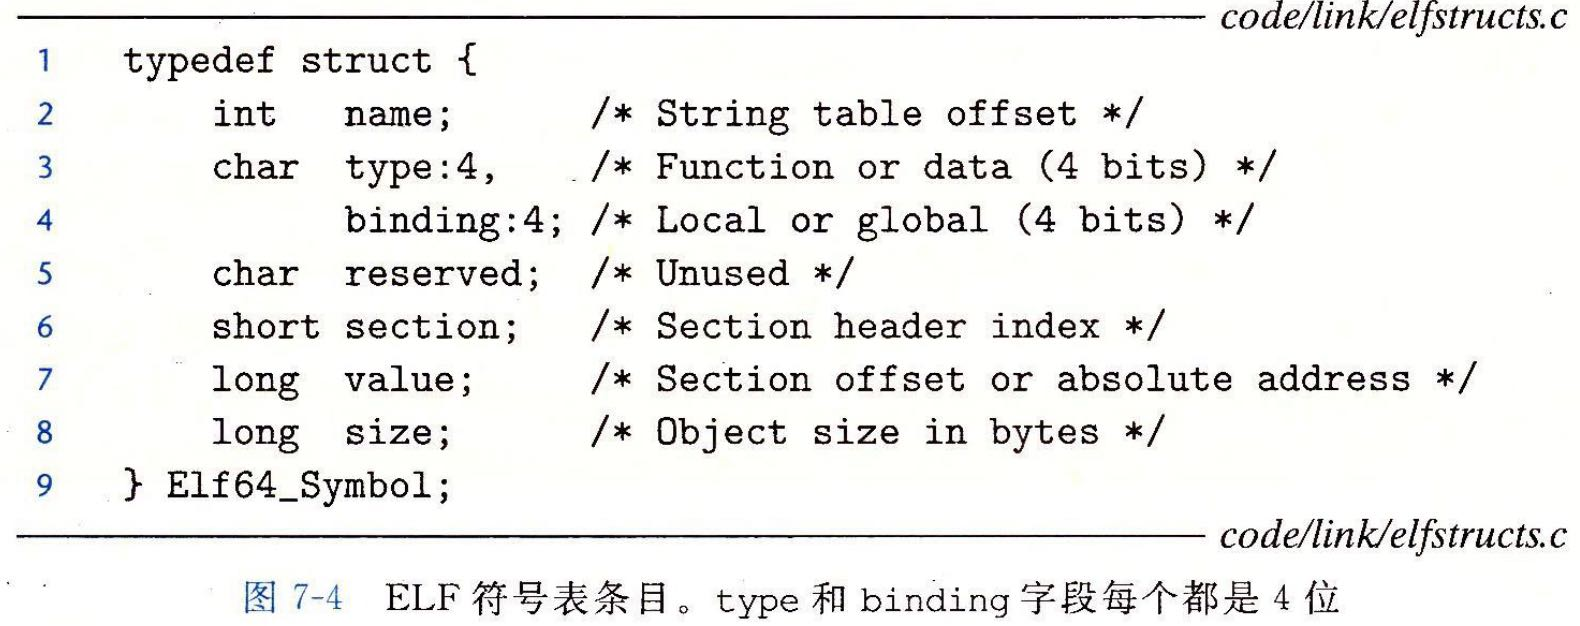 code/link/elfstructs.c
1 typedef struct {
2 int name; /* String table offset */
3 char type:4, /* Function or data (4 bits) */
4 binding:4; /* Local or global (4 bits) */
5 char reserved; /* Unused */
6 short section; /* Section header index */
7 long value; /* Section offset or absolute address */
8 long size; /* Object size in bytes */
9 } Elf64_Symbol;
code/link/elfstructs.c
图 7-4 ELF 符号表条目。type 和 binding 字段每个都是 4 位